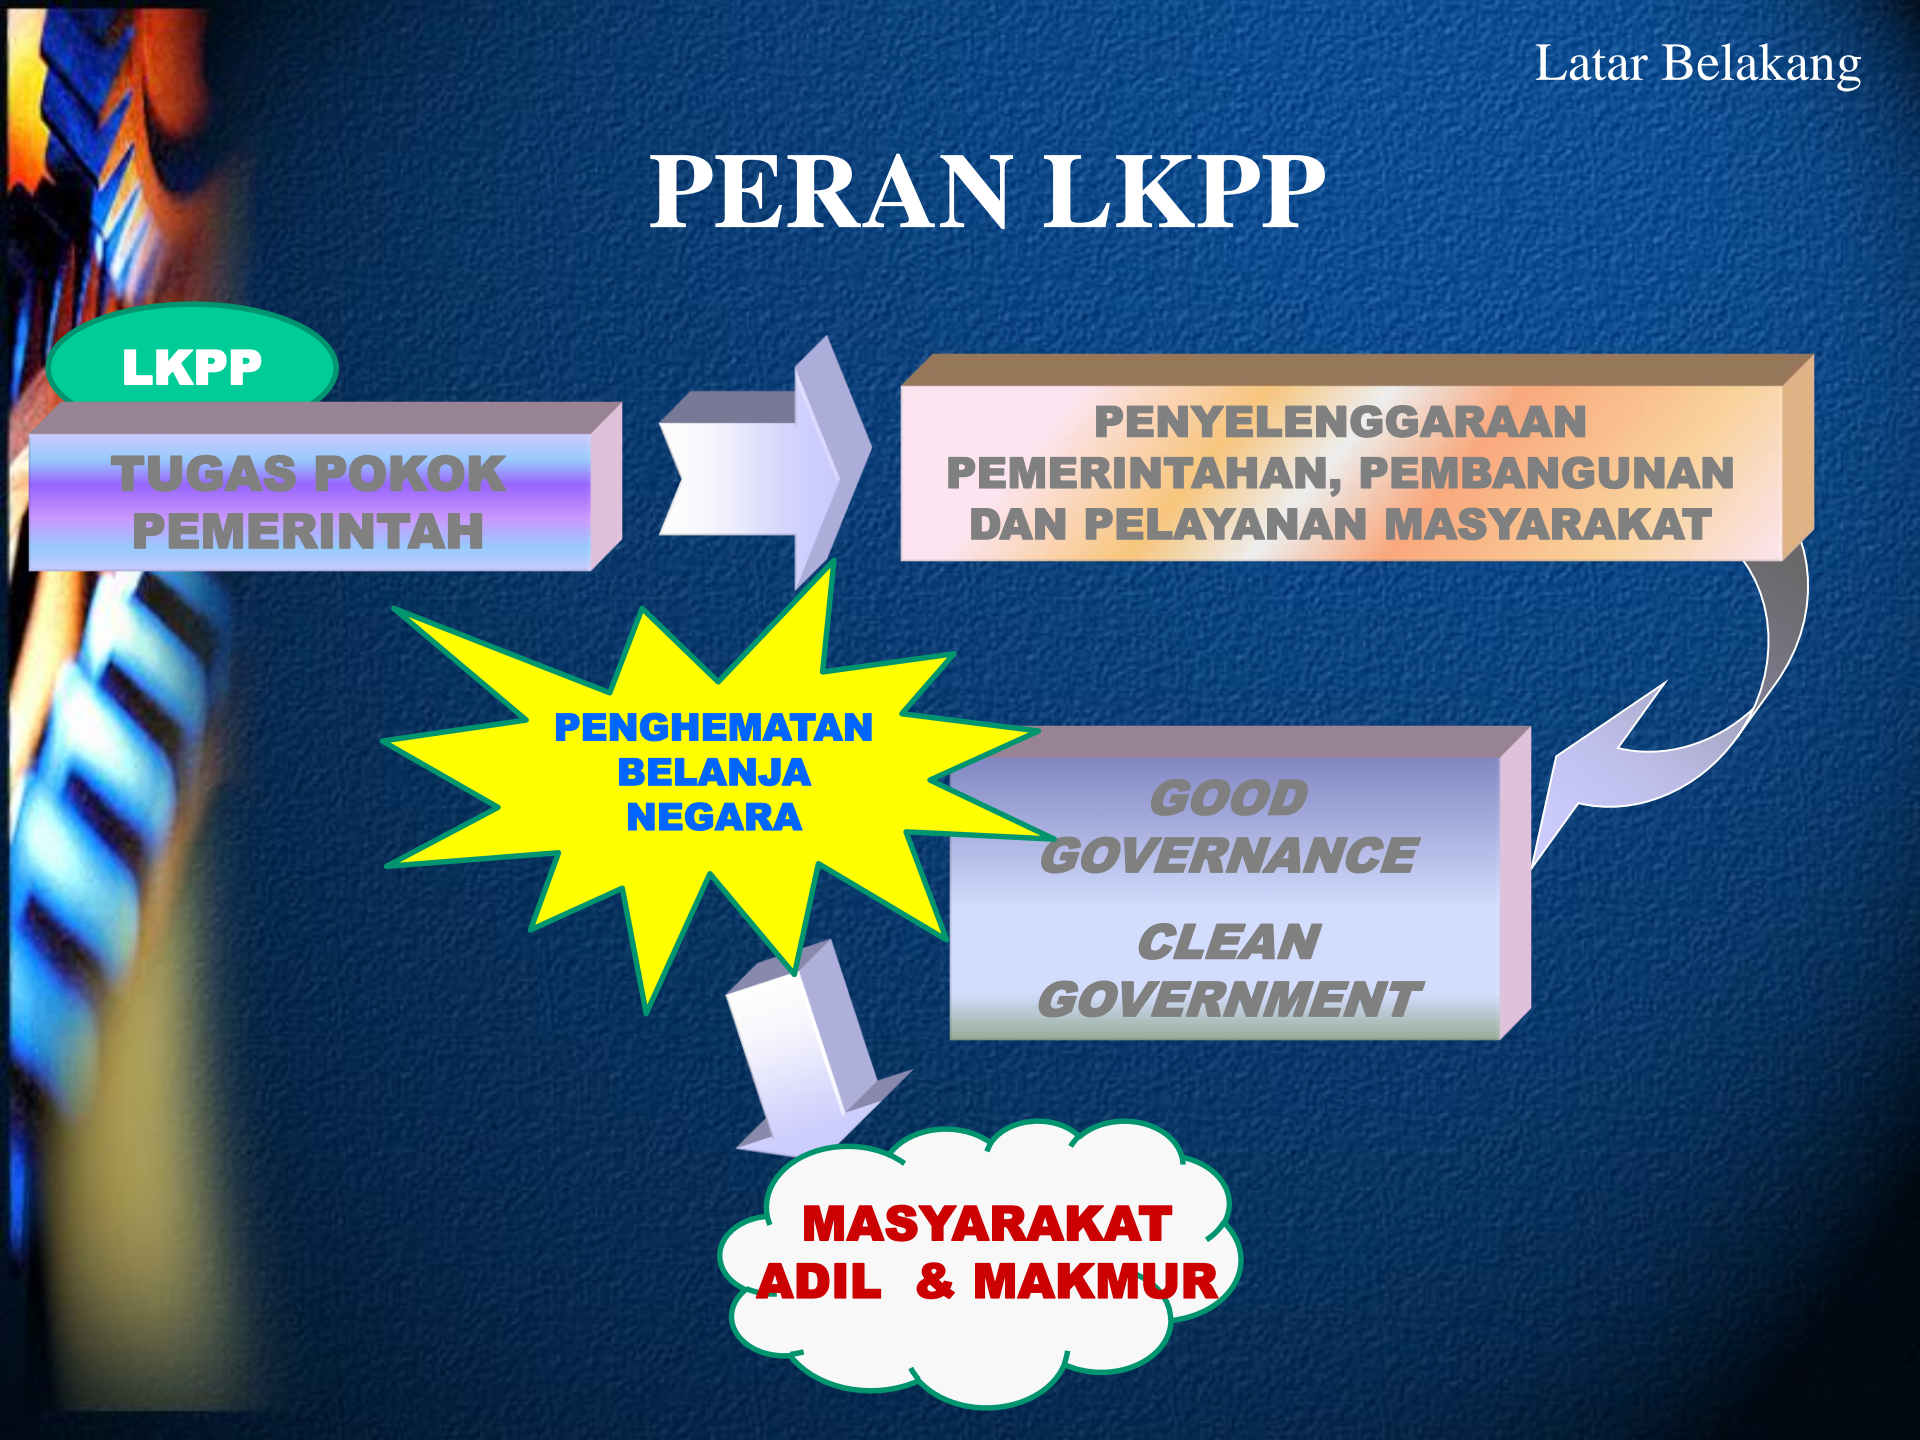 Latar Belakang
PERAN LKPP
LKPP
TUGAS POKOK
PEMERINTAH
PENYELENGGARAAN
PEMERINTAHAN, PEMBANGUNAN
DAN PELAYANAN MASYARAKAT
PENGHEMATAN
BELANJA
NEGARA
GOOD
GOVERNANCE
CLEAN
GOVERNMENT
MASYARAKAT
ADIL & MAKMUR